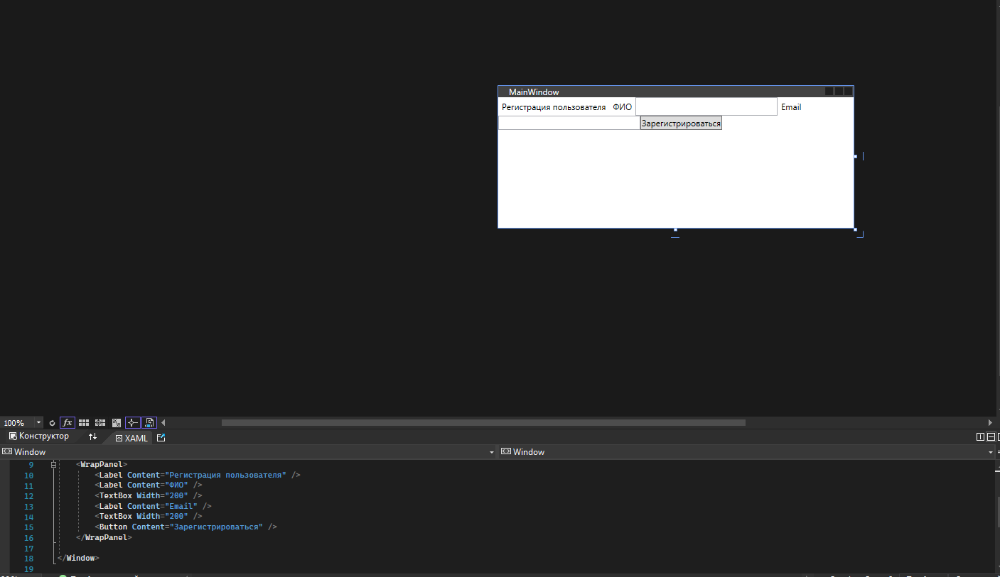 MainWindow
Регистрация пользователя ФИО Email
Зарегистрироваться
100% fx
Конструктор XAML
Window Window
9 <WrapPanel>
10 <Label Content="Регистрация пользователя" />
11 <Label Content="ФИО" />
12 <TextBox Width="200" />
13 <Label Content="Email" />
14 <TextBox Width="200" />
15 <Button Content="Зарегистрироваться" />
16 </WrapPanel>
17
18 </Window>
19